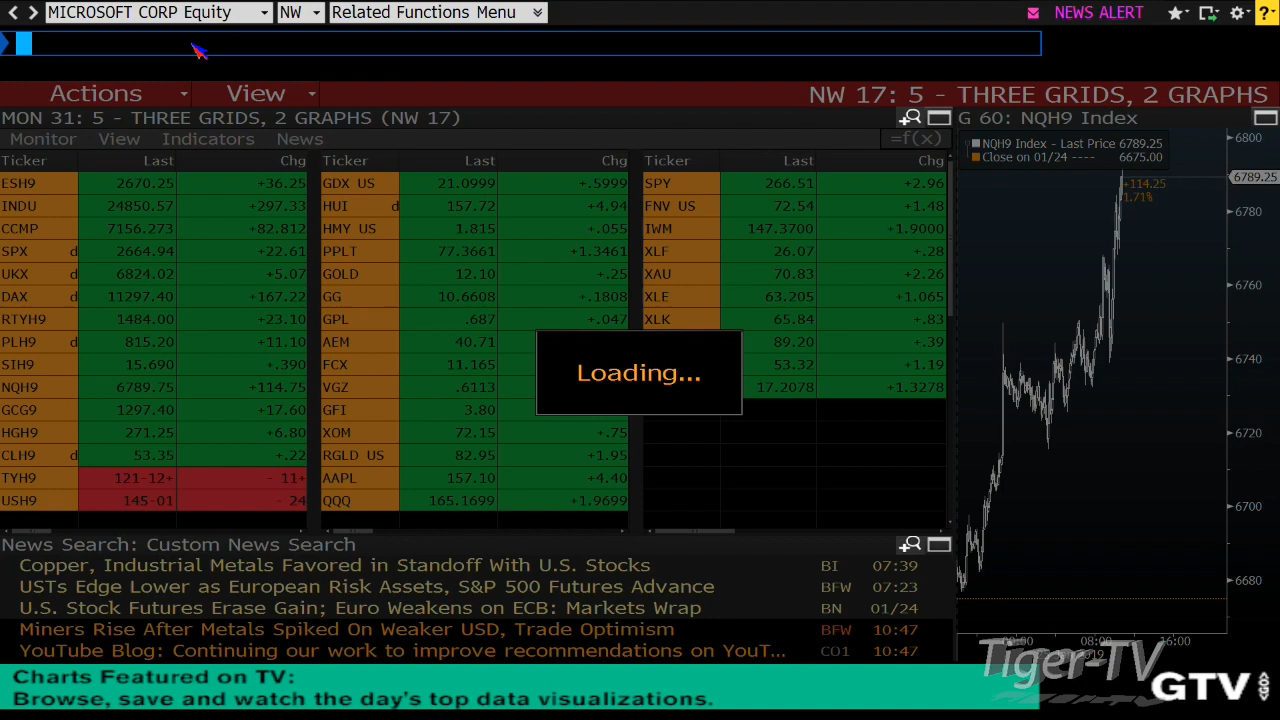 MICROSOFT CORP Equity NW Related Functions Menu NEWS ALERT ?
Actions View NW 17: 5 - THREE GRIDS, 2 GRAPHS
MON 31: 5 - THREE GRIDS, 2 GRAPHS (NW 17) G 60: NQH9 Index
Monitor View Indicators News =f(x)
Ticker Last Chg Ticker Last Chg Ticker Last Chg
ESH9 2670.25 +36.25 GDX US 21.0999 +.5999 SPY 266.51 +2.96
INDU 24850.57 +297.33 HUI d 157.72 +4.94 FNV US 72.54 +1.48
CCMP 7156.273 +82.812 HMY US 1.815 +.055 IWM 147.3700 +1.9000
SPX d 2664.94 +22.61 PPLT 77.3661 +1.3461 XLF 26.07 +.28
UKX d 6824.02 +5.07 GOLD 12.10 +.25 XAU 70.83 +2.26
DAX d 11297.40 +167.22 GG 10.6608 +.1808 XLE 63.205 +1.065
RTYH9 1484.00 +23.10 GPL .687 +.047 XLK 65.84 +.83
PLH9 d 815.20 +11.10 AEM 40.71 89.20 +.39
SIH9 15.690 +.390 FCX 11.165 53.32 +1.19
NQH9 6789.75 +114.75 VGZ .6113 17.2078 +1.3278
GCG9 1297.40 +17.60 GFI 3.80
HGH9 271.25 +6.80 XOM 72.15 +.75
CLH9 d 53.35 +.22 RGLD US 82.95 +1.95
TYH9 121-12+ - 11+ AAPL 157.10 +4.40
USH9 145-01 - 24 QQQ 165.1699 +1.9699
Loading...
NQH9 Index - Last Price 6789.25
Close on 01/24 ---- 6675.00
+114.25
1.71%
6800
6789.25
6780
6760
6740
6720
6700
6680
08:00 16:00
News Search: Custom News Search
Copper, Industrial Metals Favored in Standoff With U.S. Stocks BI 07:39
USTs Edge Lower as European Risk Assets, S&P 500 Futures Advance BFW 07:23
U.S. Stock Futures Erase Gain; Euro Weakens on ECB: Markets Wrap BN 01/24
Miners Rise After Metals Spiked On Weaker USD, Trade Optimism BFW 10:47
YouTube Blog: Continuing our work to improve recommendations on YouT... CO1 10:47
Charts Featured on TV:
Browse, save and watch the day's top data visualizations.
Tiger-TV
GTV